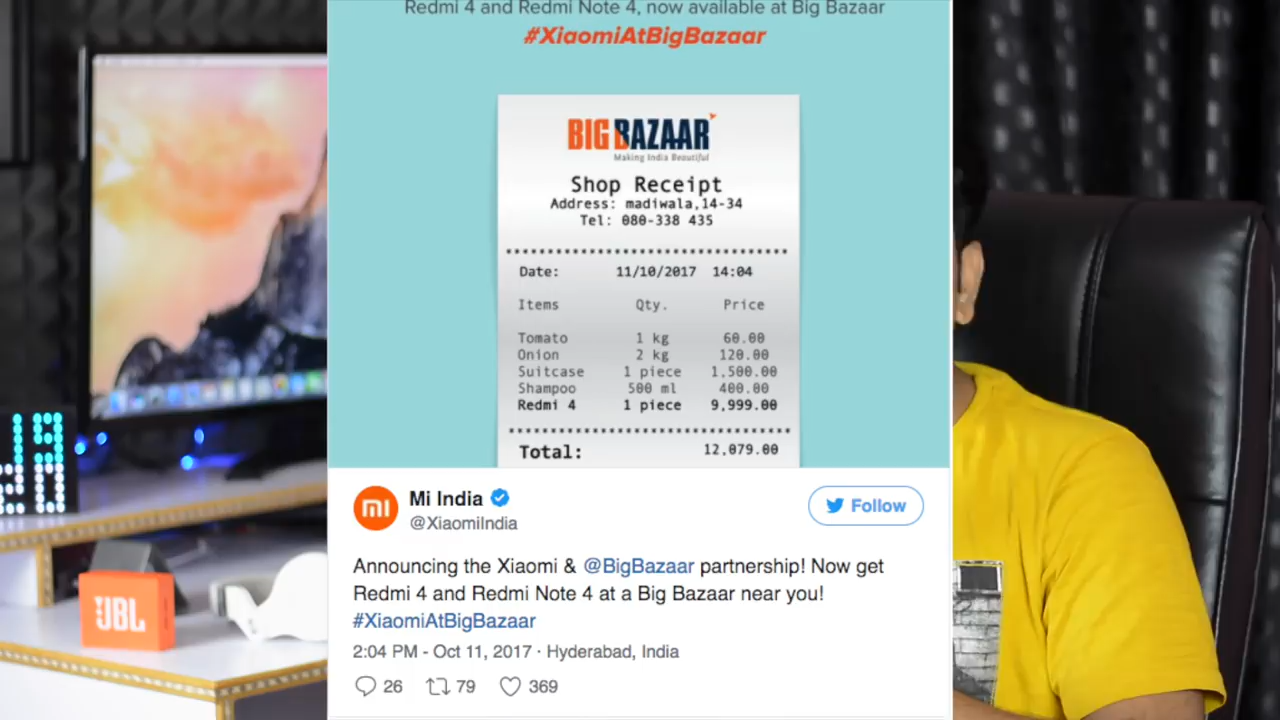 Redmi 4 and Redmi Note 4, now available at Big Bazaar
#XiaomiAtBigBazaar
BIG BAZAAR
Making India Beautiful
Shop Receipt
Address: madiwala,14-34
Tel: 080-338 435
Date: 11/10/2017 14:04
Items Qty. Price
Tomato 1 kg 60.00
Onion 2 kg 120.00
Suitcase 1 piece 1,500.00
Shampoo 500 ml 400.00
Redmi 4 1 piece 9,999.00
Total: 12,079.00
mi
Mi India
@XiaomiIndia
Follow
Announcing the Xiaomi & @BigBazaar partnership! Now get
Redmi 4 and Redmi Note 4 at a Big Bazaar near you!
#XiaomiAtBigBazaar
2:04 PM - Oct 11, 2017 · Hyderabad, India
26 79 369
JBL